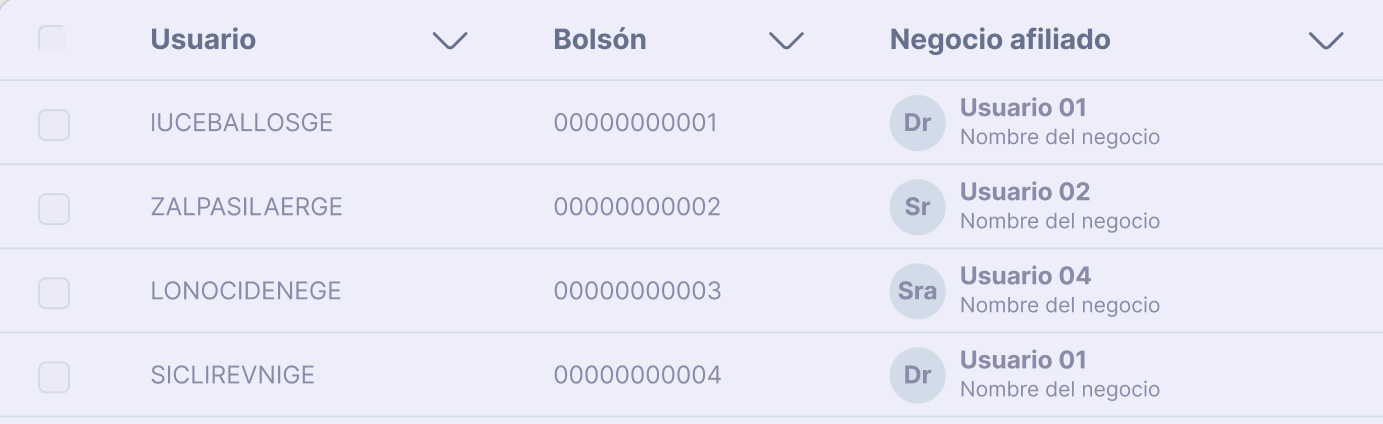 Usuario Bolsón Negocio afiliado
IUCEBALLOSGE 00000000001 Dr Usuario 01
Nombre del negocio
ZALPASILAERGE 00000000002 Sr Usuario 02
Nombre del negocio
LONOCIDENEGE 00000000003 Sra Usuario 04
Nombre del negocio
SICLIREVNIGE 00000000004 Dr Usuario 01
Nombre del negocio